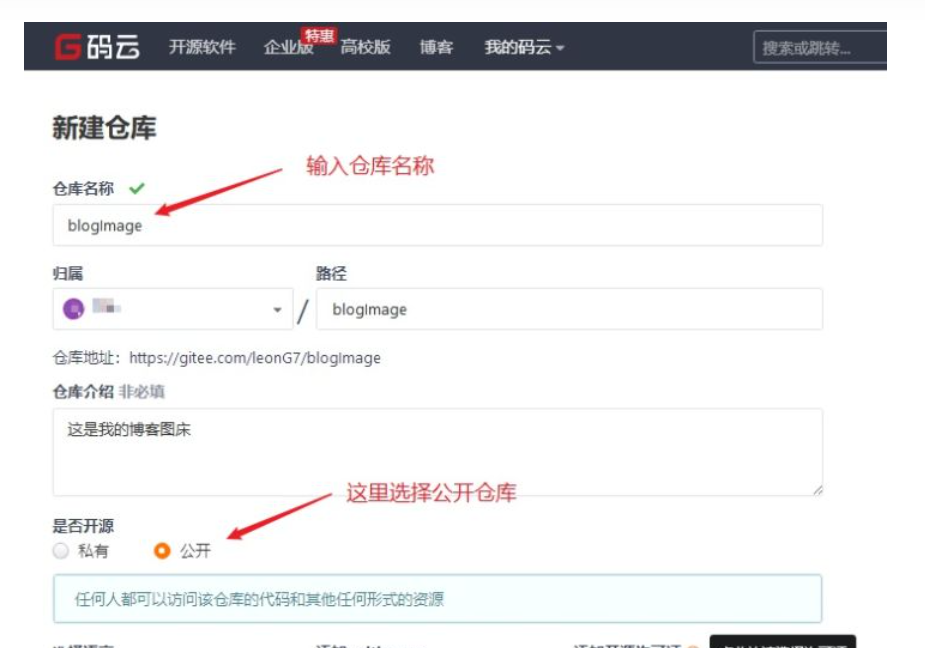 G码云 开源软件 企业版 特惠 高校版 博客 我的码云 搜索或跳转...
新建仓库
输入仓库名称
仓库名称
blogImage
归属 路径
/ blogImage
仓库地址：https://gitee.com/leonG7/blogImage
仓库介绍 非必填
这是我的博客图床
这里选择公开仓库
是否开源
私有 公开
任何人都可以访问该仓库的代码和其他任何形式的资源